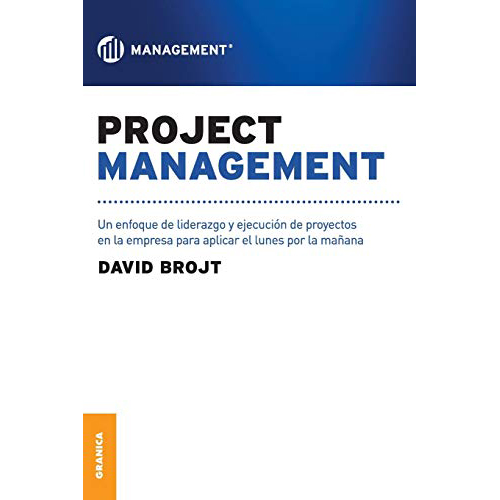 MANAGEMENT®
PROJECT
MANAGEMENT
Un enfoque de liderazgo y ejecución de proyectos
en la empresa para aplicar el lunes por la mañana
DAVID BROJT
GRANICA